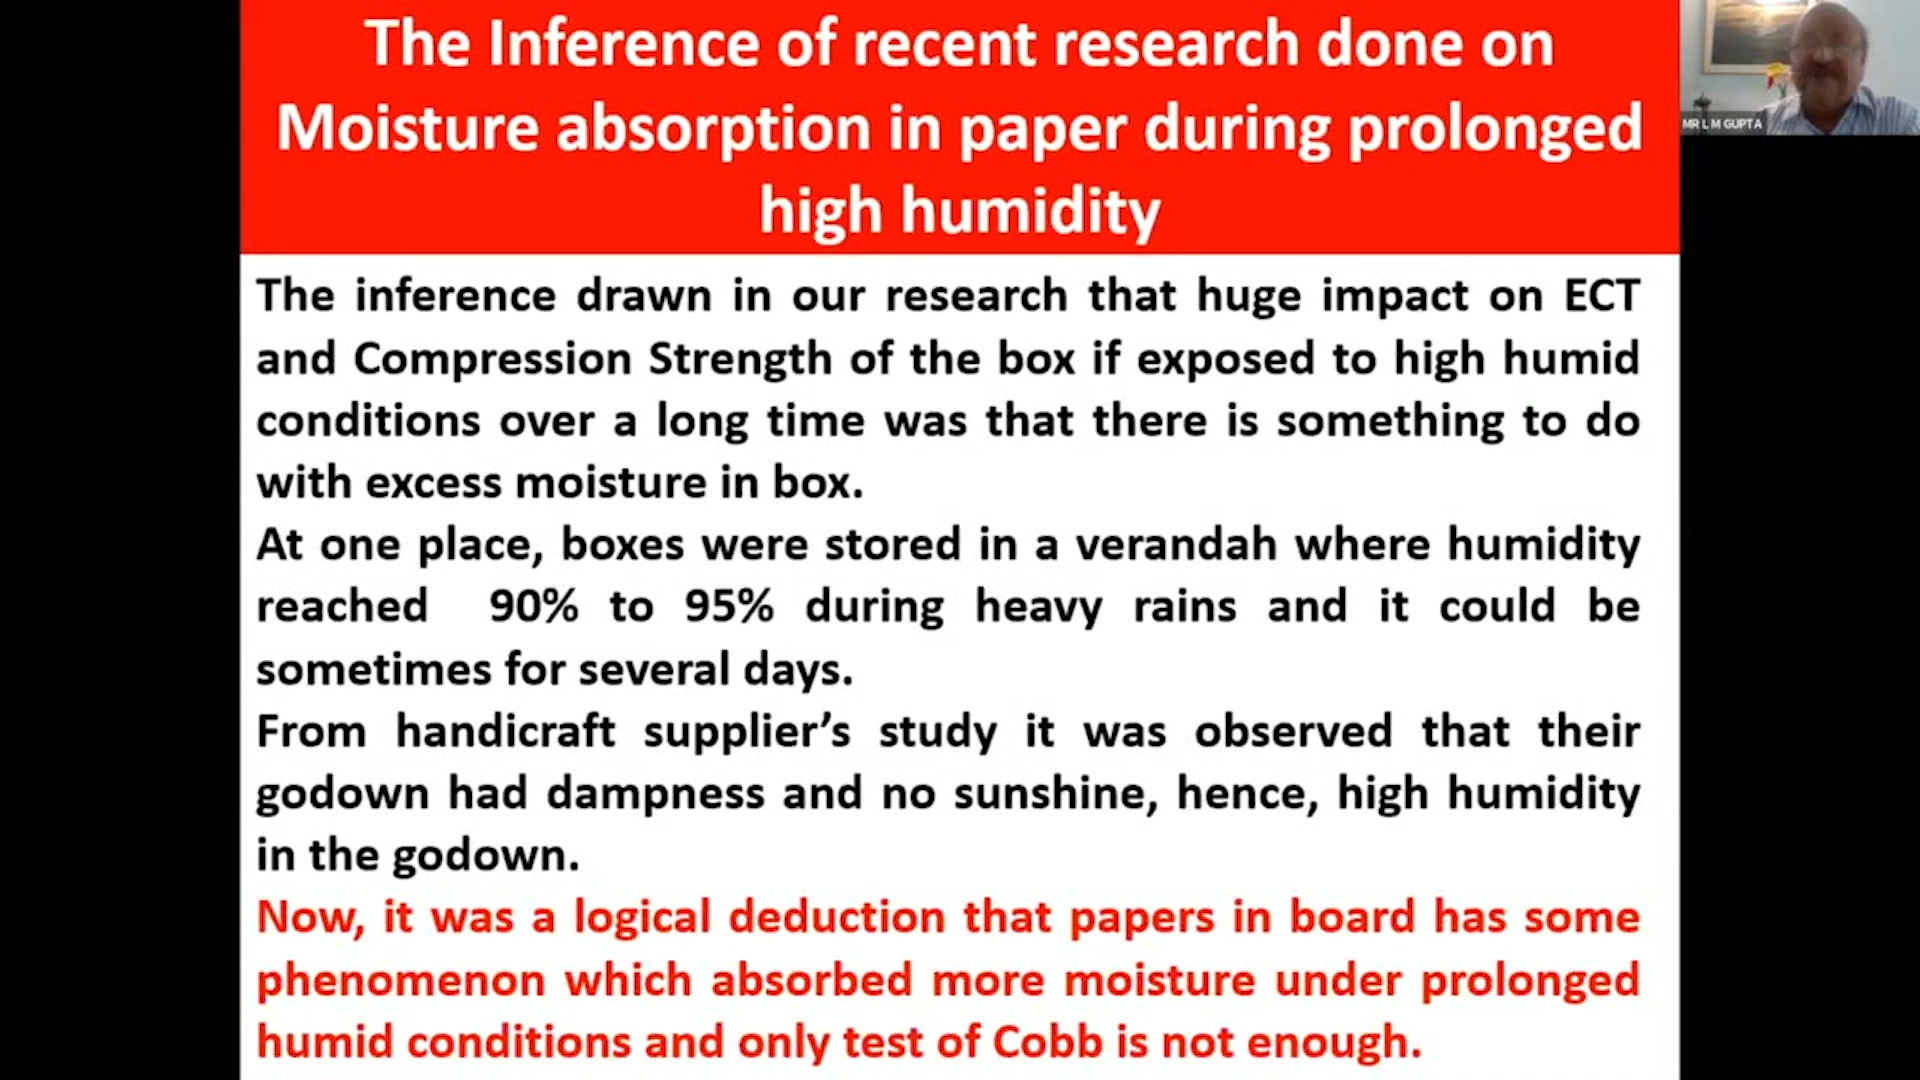 The Inference of recent research done on
Moisture absorption in paper during prolonged
high humidity
MR L M GUPTA
The inference drawn in our research that huge impact on ECT
and Compression Strength of the box if exposed to high humid
conditions over a long time was that there is something to do
with excess moisture in box.
At one place, boxes were stored in a verandah where humidity
reached 90% to 95% during heavy rains and it could be
sometimes for several days.
From handicraft supplier’s study it was observed that their
godown had dampness and no sunshine, hence, high humidity
in the godown.
Now, it was a logical deduction that papers in board has some
phenomenon which absorbed more moisture under prolonged
humid conditions and only test of Cobb is not enough.